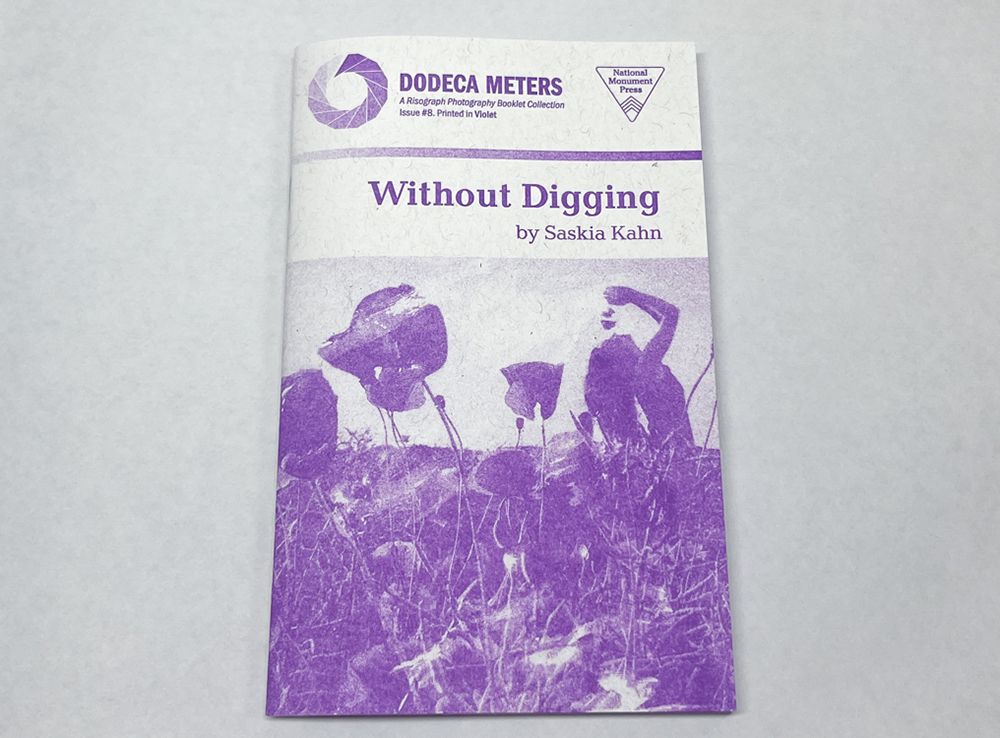 DODECA METERS
A Risograph Photography Booklet Collection
Issue #8. Printed in Violet
National
Monument
Press
Without Digging
by Saskia Kahn